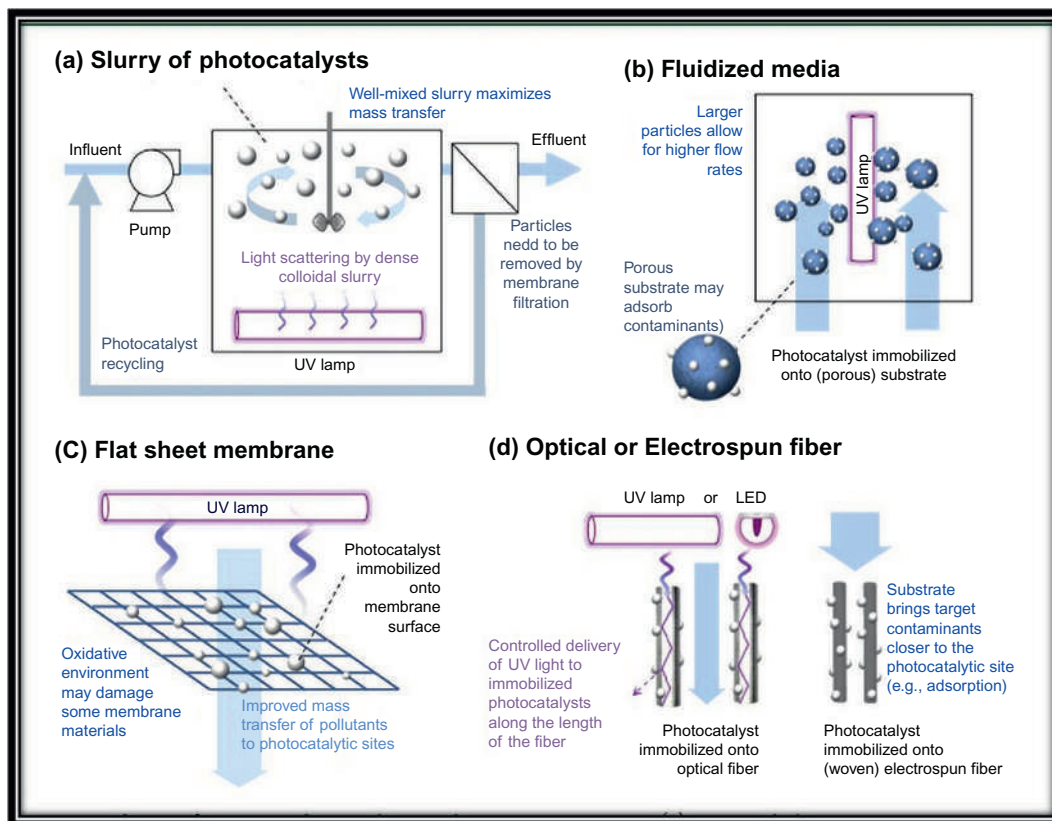 (a) Slurry of photocatalysts
Well-mixed slurry maximizes
mass transfer
Influent
Effluent
Pump
Light scattering by dense
colloidal slurry
Particles
nedd to be
removed by
membrane
filtration
Photocatalyst
recycling
UV lamp
(b) Fluidized media
Larger
particles allow
for higher flow
rates
UV lamp
Porous
substrate may
adsorb
contaminants)
Photocatalyst immobilized
onto (porous) substrate
(C) Flat sheet membrane
UV lamp
Photocatalyst
immobilized
onto
membrane
surface
Oxidative
environment
may damage
some membrane
materials
Improved mass
transfer of pollutants
to photocatalytic sites
(d) Optical or Electrospun fiber
UV lamp or LED
Controlled delivery
of UV light to
immobilized
photocatalysts
along the length
of the fiber
Substrate
brings target
contaminants
closer to the
photocatalytic site
(e.g., adsorption)
Photocatalyst
immobilized onto
optical fiber
Photocatalyst
immobilized onto
(woven) electrospun fiber